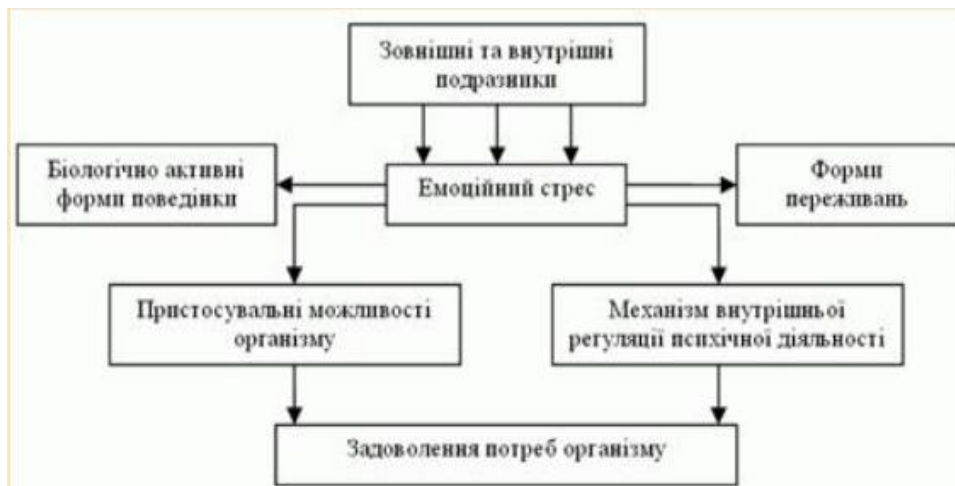 Зовнішні та внутрішні
подразники
Біологічно активні
форми поведінки
Емоційний стрес
Форми
переживань
Пристосувальні можливості
організму
Механізм внутрішньої
регуляції психічної діяльності
Задоволення потреб організму